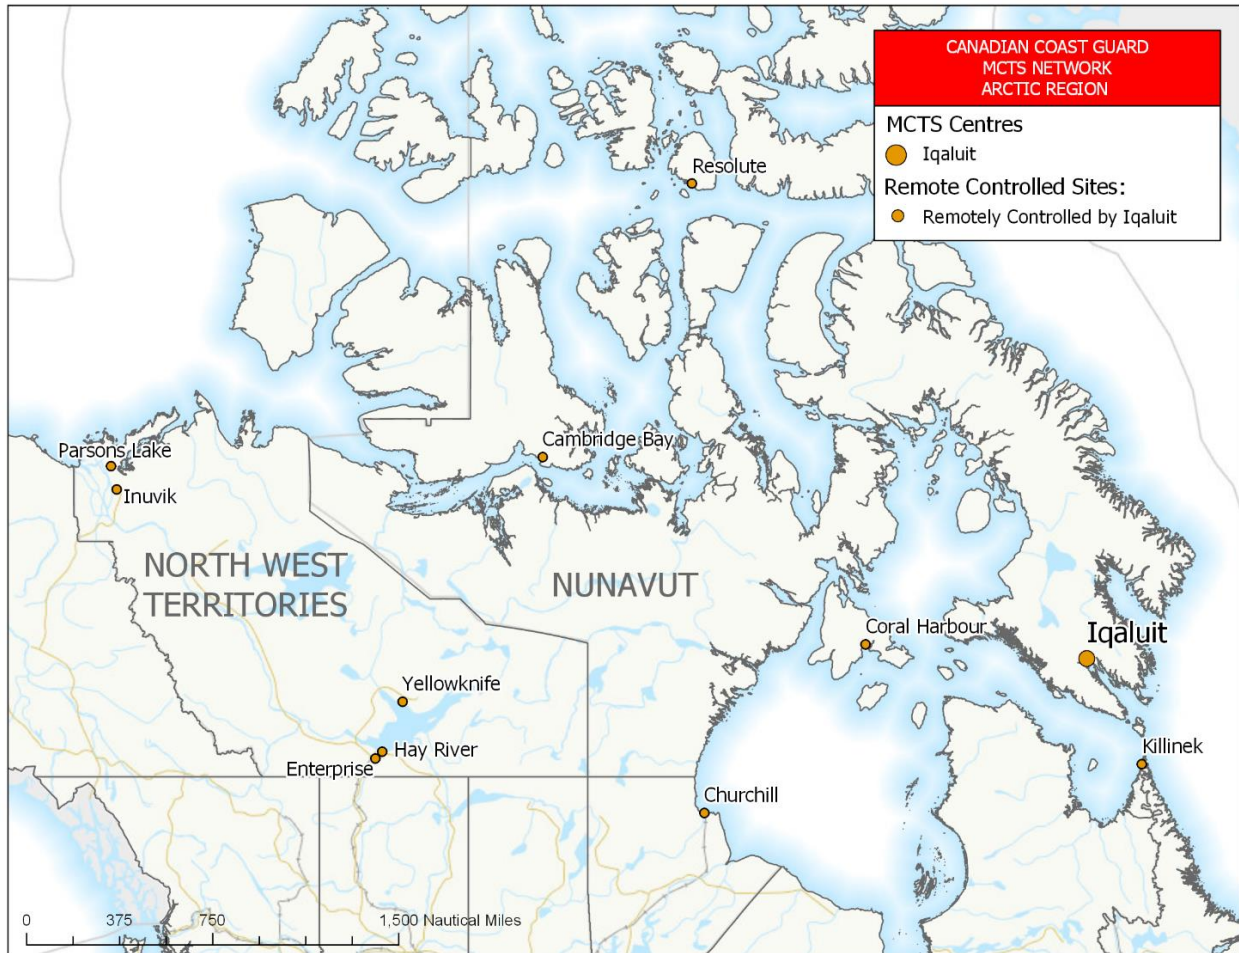 CANADIAN COAST GUARD
MCTS NETWORK
ARCTIC REGION
MCTS Centres
Iqaluit
Remote Controlled Sites:
Remotely Controlled by Iqaluit
Resolute
Cambridge Bay
Parsons Lake
Inuvik
NORTH WEST
TERRITORIES
NUNAVUT
Coral Harbour
Iqaluit
Yellowknife
Hay River
Enterprise
Killinek
Churchill
0 375 750 1,500 Nautical Miles